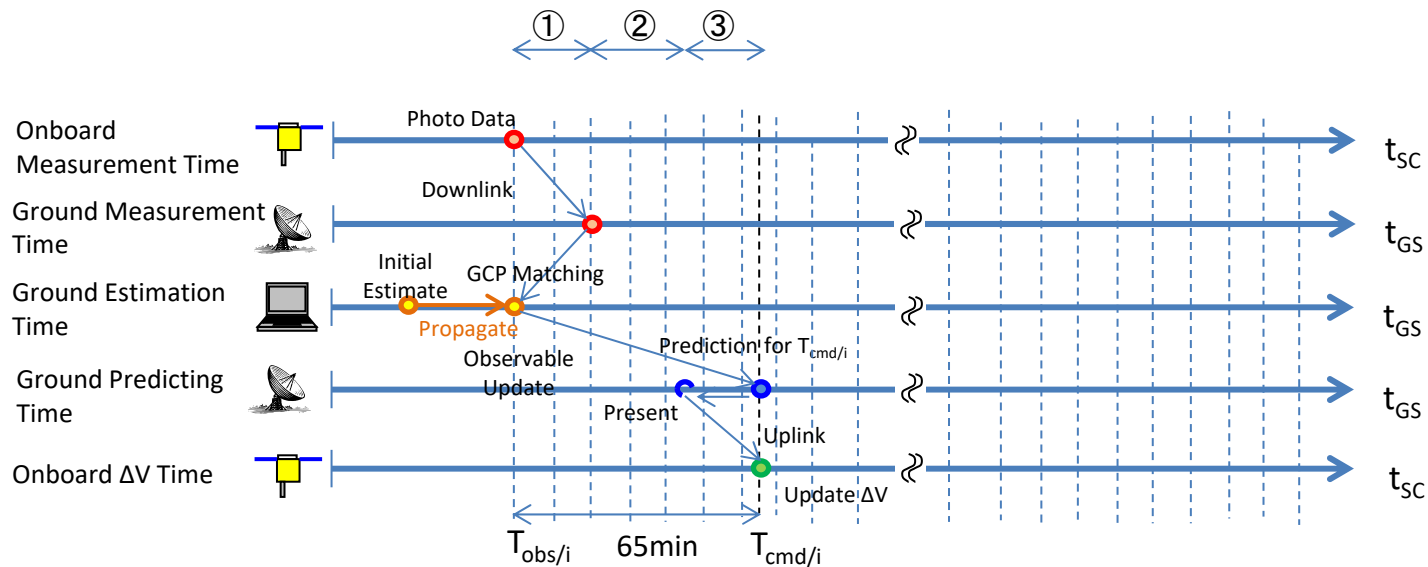 ① ② ③
Photo Data
Onboard
Measurement Time
t_SC
Downlink
Ground Measurement
Time
t_GS
Initial
Estimate
GCP Matching
Ground Estimation
Time
t_GS
Propagate
Prediction for T_cmd/i
Observable
Update
Ground Predicting
Time
t_GS
Present
Uplink
Onboard ΔV Time
t_SC
Update ΔV
T_obs/i 65min T_cmd/i